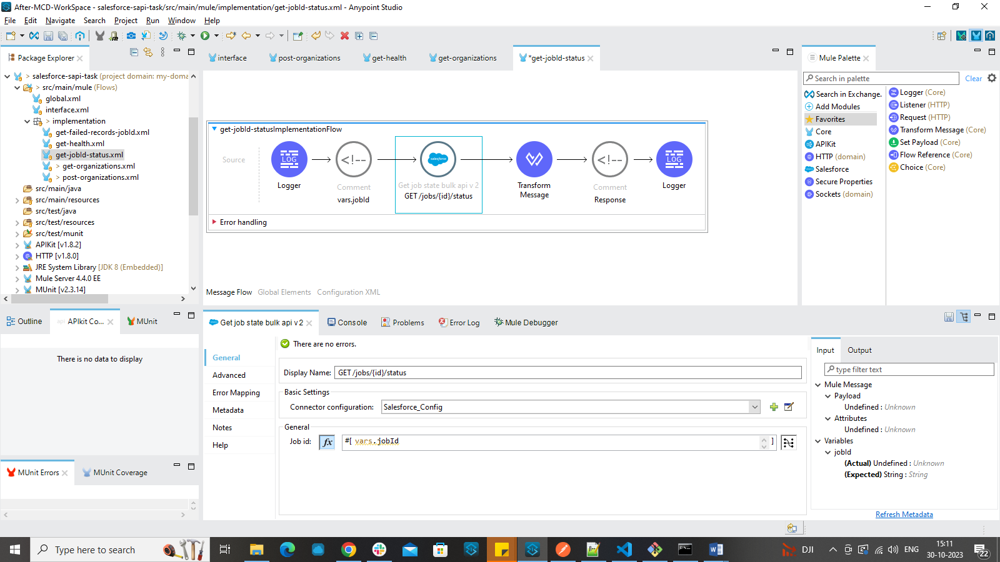 After-MCD-WorkSpace - salesforce-sapi-task/src/main/mule/implementation/get-jobId-status.xml - Anypoint Studio
File Edit Navigate Search Project Run Window Help
Package Explorer
interface
post-organizations
get-health
get-organizations
*get-jobId-status
Mule Palette
Search in palette
Clear
> salesforce-sapi-task (project domain: my-doma
> src/main/mule (Flows)
global.xml
interface.xml
> implementation
get-failed-records-jobId.xml
get-health.xml
get-jobId-status.xml
> get-organizations.xml
> post-organizations.xml
src/main/java
src/main/resources
src/test/java
src/test/resources
src/test/munit
APIKit [v1.8.2]
HTTP [v1.8.0]
JRE System Library [JDK 8 (Embedded)]
Mule Server 4.4.0 EE
MUnit [v2.3.14]
get-jobId-statusImplementationFlow
Source
LOG
Logger
<!--
Comment
vars.jobId
salesforce
Get job state bulk api v 2
GET /jobs/{id}/status
Transform
Message
<!--
Comment
Response
LOG
Logger
Error handling
Message Flow Global Elements Configuration XML
Search in Exchange.
Add Modules
Favorites
Core
APIKit
HTTP (domain)
Salesforce
Secure Properties
Sockets (domain)
Logger (Core)
Listener (HTTP)
Request (HTTP)
Transform Message (Core)
Set Payload (Core)
Flow Reference (Core)
Choice (Core)
Outline
api APIkit Co...
MUnit
There is no data to display
MUnit Errors
MUnit Coverage
Get job state bulk api v 2
Console
Problems
Error Log
Mule Debugger
General
Advanced
Error Mapping
Metadata
Notes
Help
There are no errors.
Display Name: GET /jobs/{id}/status
Basic Settings
Connector configuration: Salesforce_Config
General
Job id: fx #[ vars.jobId ]
Input Output
type filter text
Mule Message
Payload
Undefined : Unknown
Attributes
Undefined : Unknown
Variables
jobId
(Actual) Undefined : Unknown
(Expected) String : String
Refresh Metadata
Type here to search
DJI
ENG
15:11
30-10-2023
22